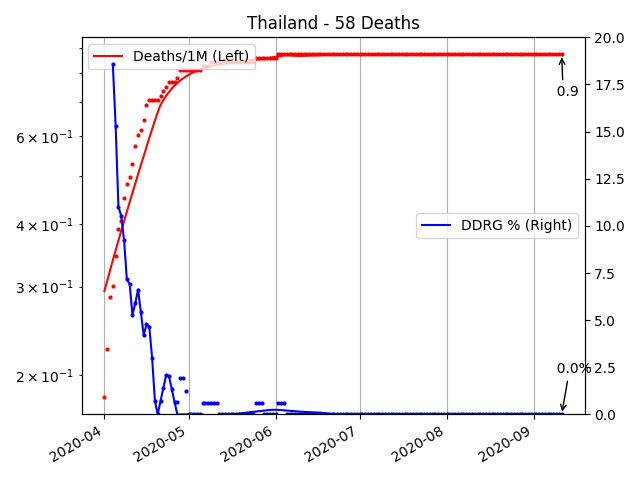 Thailand - 58 Deaths
Deaths/1M (Left)
DDRG % (Right)
0.9
0.0%
6 × 10⁻¹
4 × 10⁻¹
3 × 10⁻¹
2 × 10⁻¹
20.0
17.5
15.0
12.5
10.0
7.5
5.0
2.5
0.0
2020-04
2020-05
2020-06
2020-07
2020-08
2020-09